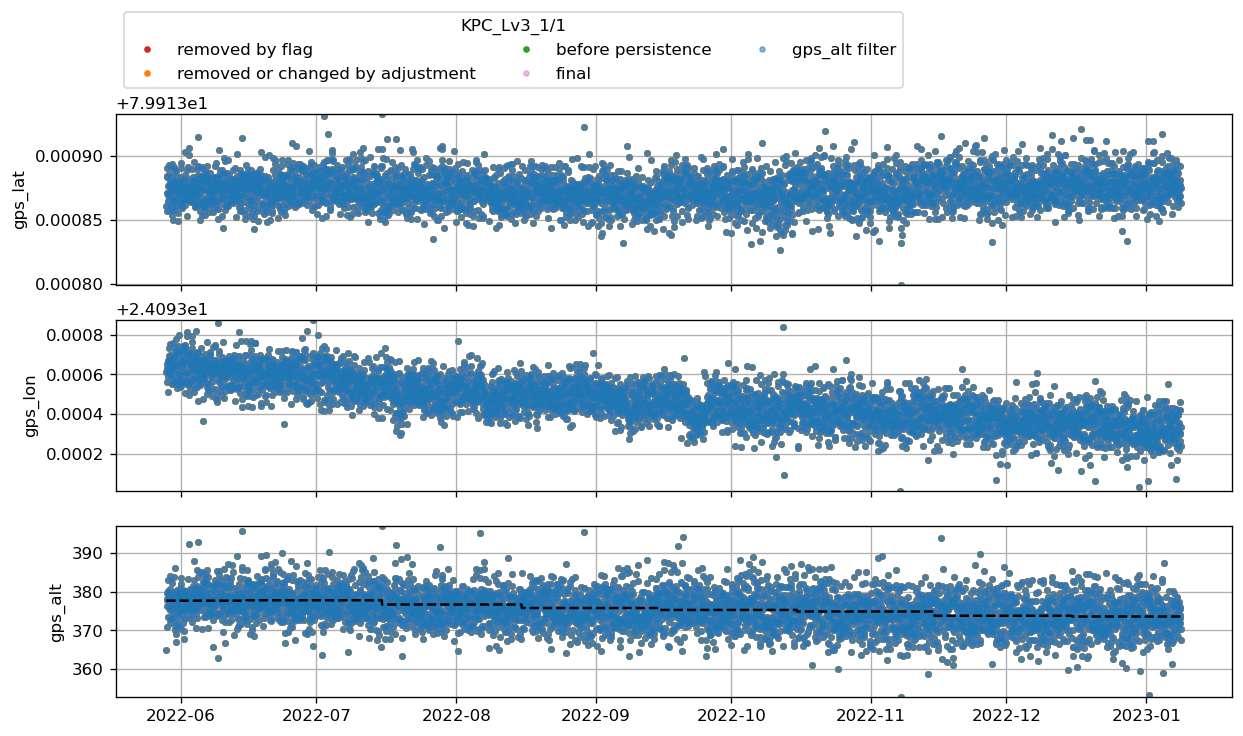 KPC_Lv3_1/1
removed by flag
before persistence
gps_alt filter
removed or changed by adjustment
final
+7.9913e1
gps_lat
0.00090
0.00085
0.00080
+2.4093e1
gps_lon
0.0008
0.0006
0.0004
0.0002
gps_alt
390
380
370
360
2022-06
2022-07
2022-08
2022-09
2022-10
2022-11
2022-12
2023-01